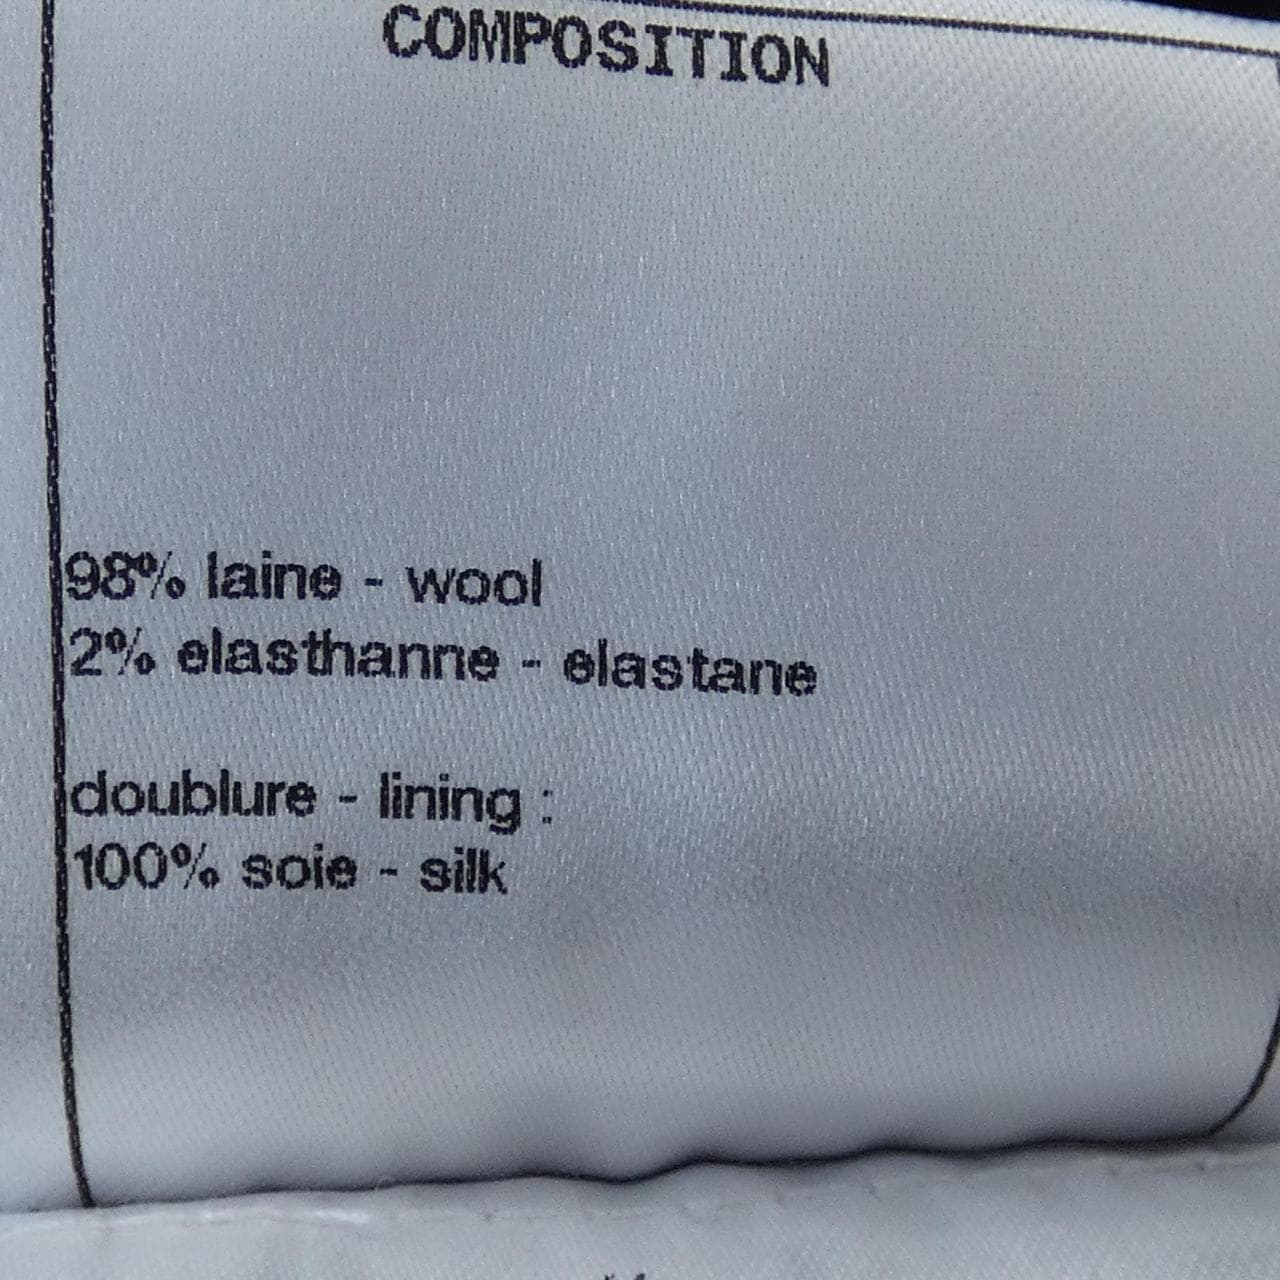 COMPOSITION
98% laine - wool
2% elasthanne - elastane
doublure - lining :
100% soie - silk